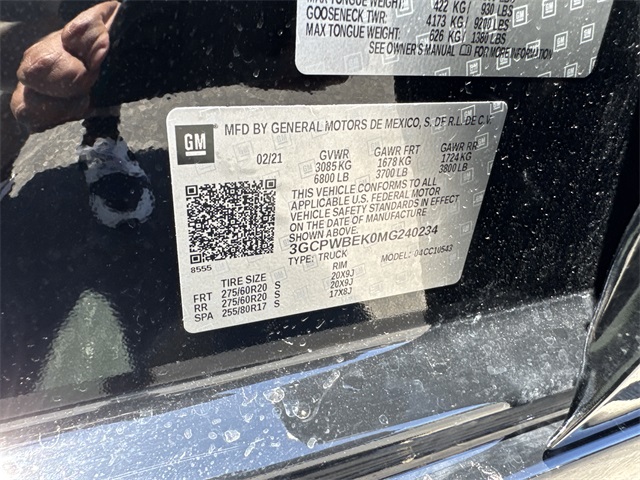 MAX TONGUE WEIGHT: 422 KG / 930 LBS
GOOSENECK TWR: 4173 KG / 9200 LBS
MAX TONGUE WEIGHT: 626 KG / 1380 LBS
SEE OWNER'S MANUAL FOR MORE INFORMATION
GM
MFD BY GENERAL MOTORS DE MEXICO, S. DE R.L. DE C.V.
02/21 GVWR GAWR FRT GAWR RR
3085 KG 1678 KG 1724 KG
6800 LB 3700 LB 3800 LB
THIS VEHICLE CONFORMS TO ALL
APPLICABLE U.S. FEDERAL MOTOR
VEHICLE SAFETY STANDARDS IN EFFECT
ON THE DATE OF MANUFACTURE
SHOWN ABOVE.
3GCPWBEK0MG240234
TYPE: TRUCK MODEL: 04CC10543
8555
TIRE SIZE RIM
FRT 275/60R20 S 20X9J
RR 275/60R20 S 20X9J
SPA 255/80R17 S 17X8J